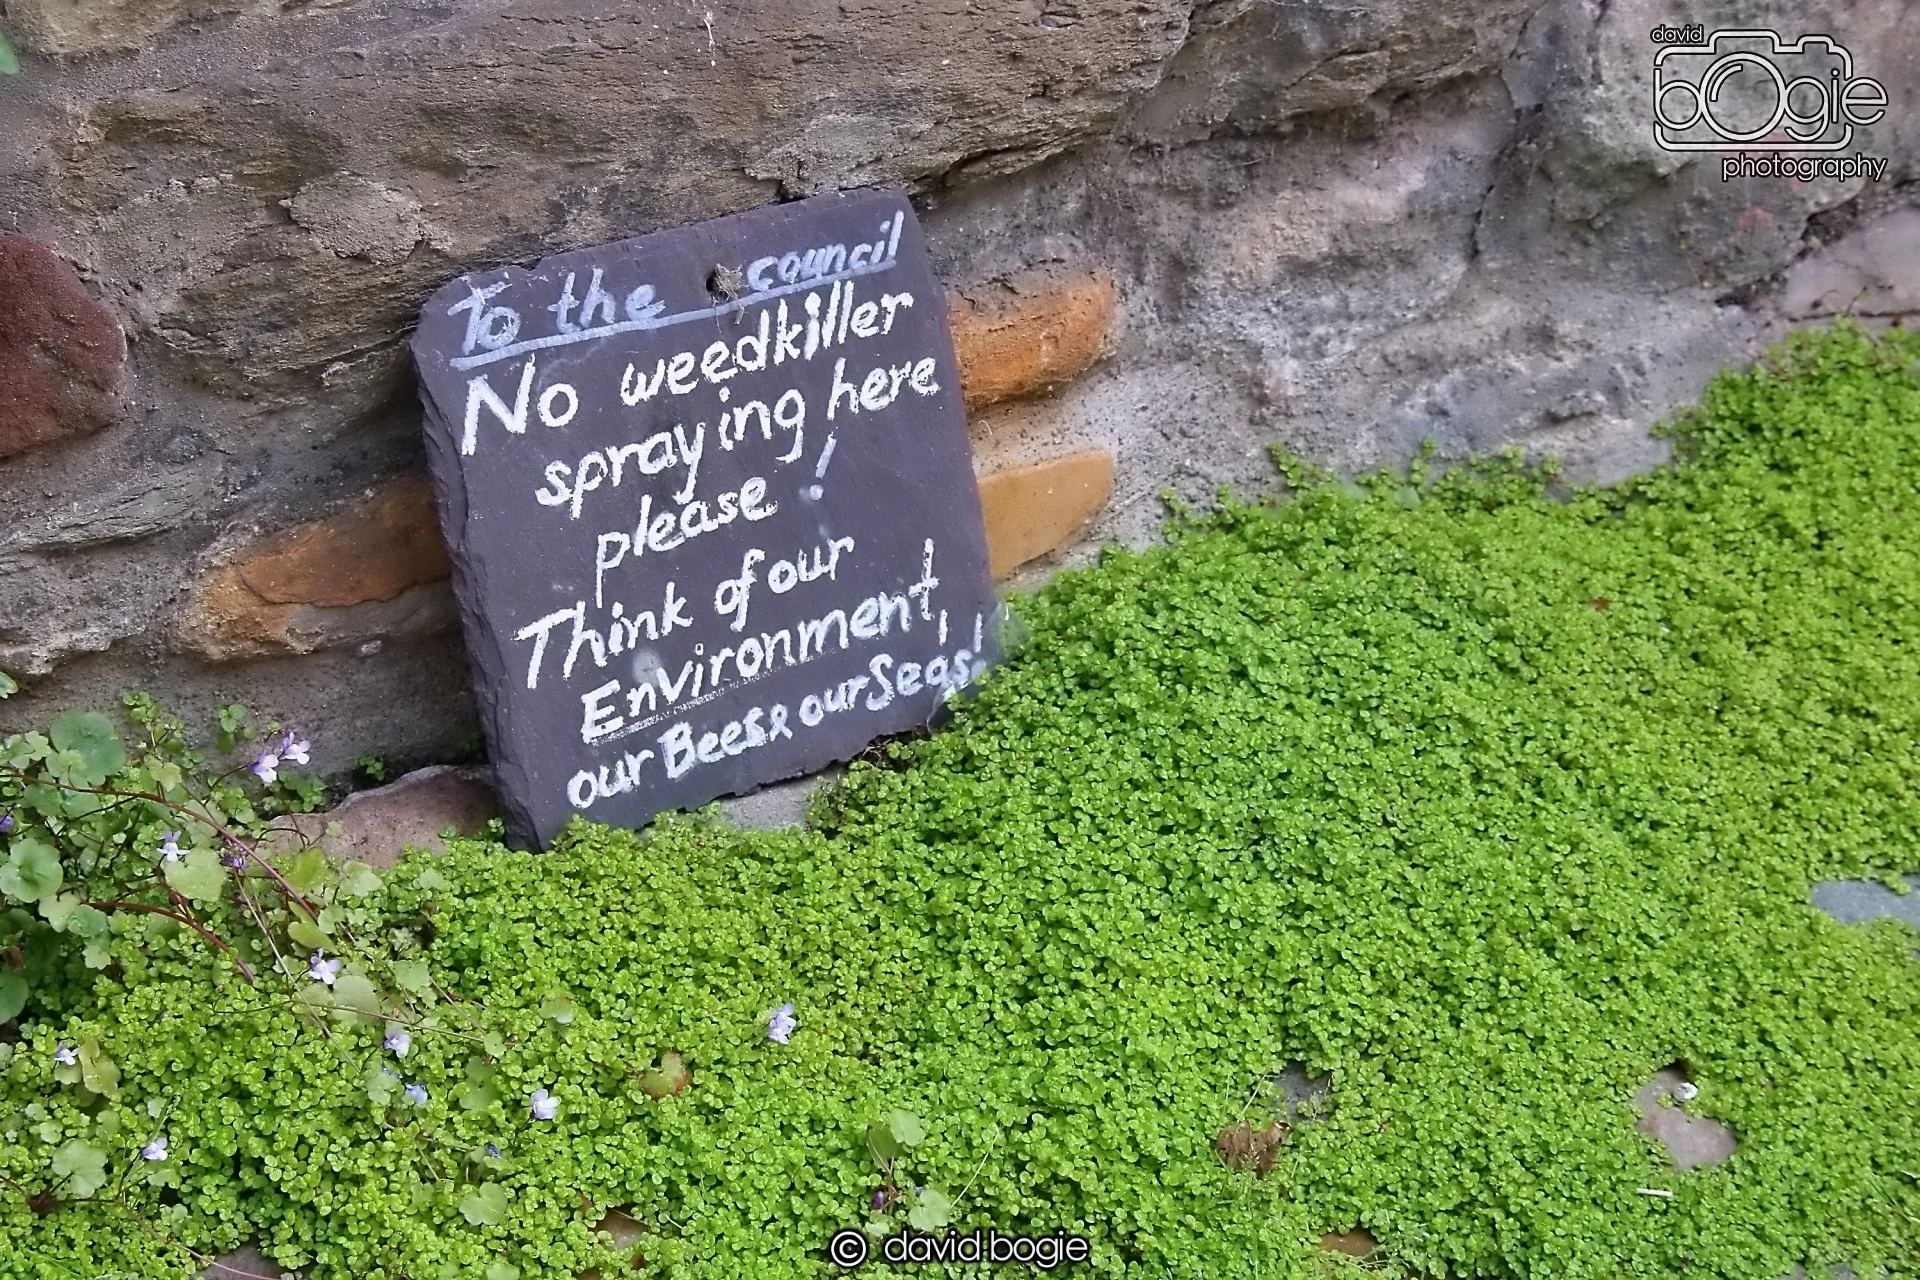 david
bogie
photography
To the council
No weedkiller
spraying here
please !
Think of our
Environment,
our Bees & our Seas!!
© david bogie